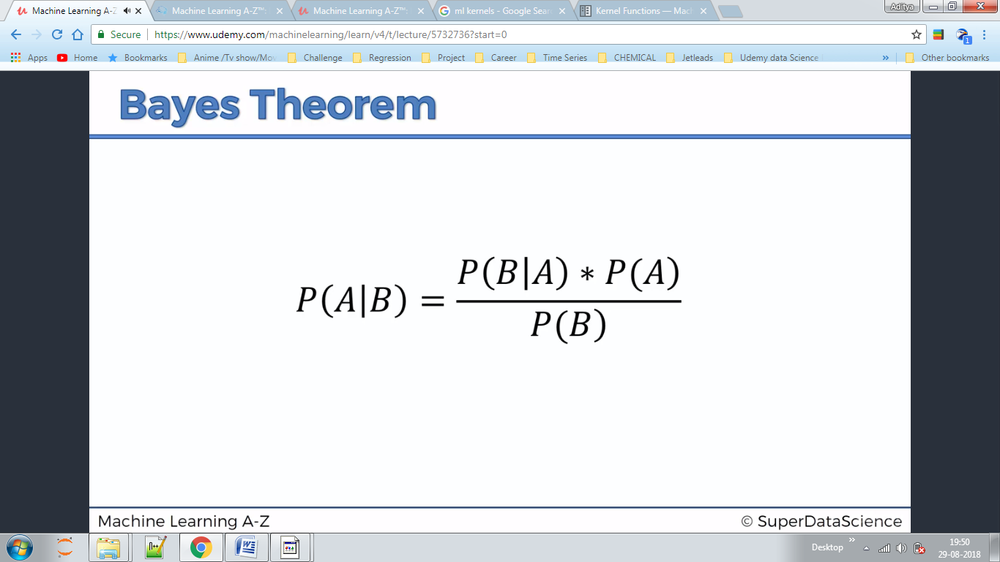 Machine Learning A-Z
Machine Learning A-Z™:
Machine Learning A-Z™:
ml kernels - Google Sear
Kernel Functions — Mach
Aditya
Secure
https://www.udemy.com/machinelearning/learn/v4/t/lecture/5732736?start=0
1
Apps
Home
Bookmarks
Anime /Tv show/Mov
Challenge
Regression
Project
Career
Time Series
CHEMICAL
Jetleads
Udemy data Science
»
Other bookmarks
Bayes Theorem
P(A|B) = P(B|A) ∗ P(A)
P(B)
Machine Learning A-Z
© SuperDataScience
Desktop
»
19:50
29-08-2018